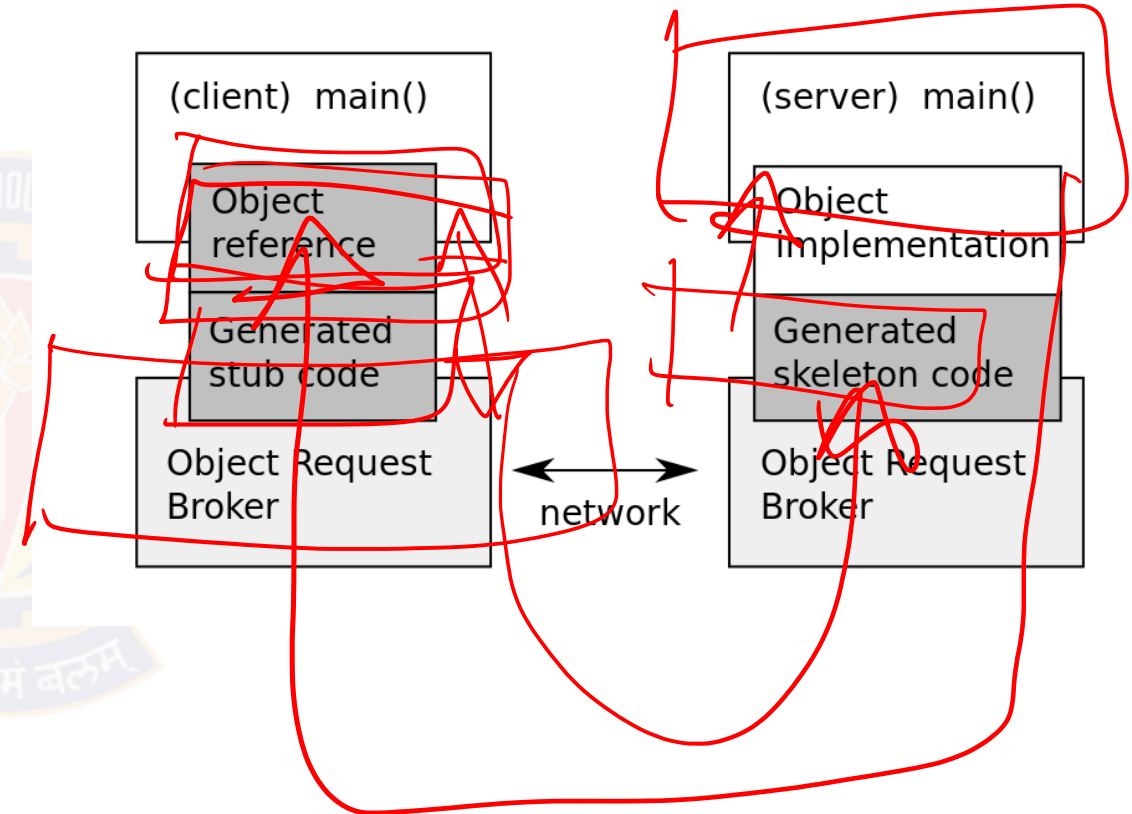 (client) main()
Object
reference
Generated
stub code
Object Request
Broker
network
(server) main()
Object
implementation
Generated
skeleton code
Object Request
Broker
बलम्